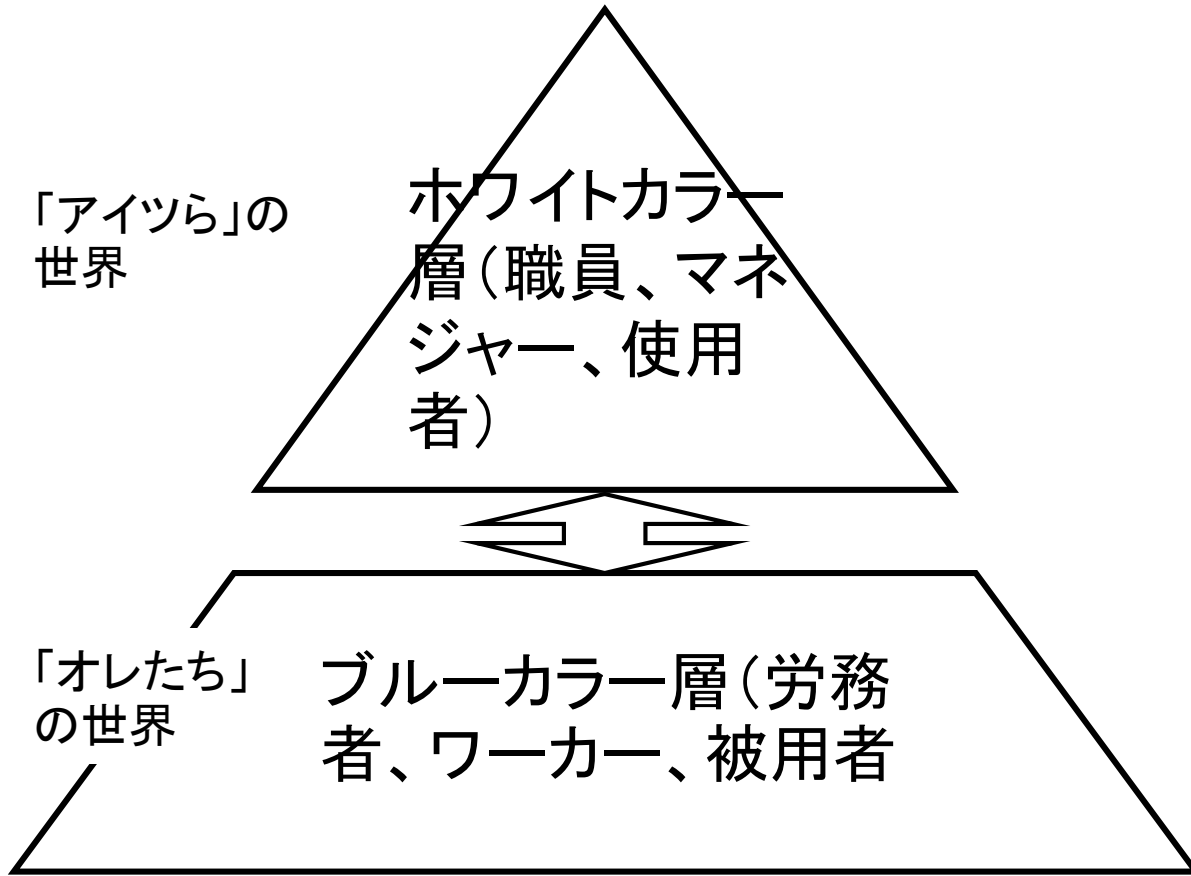 「アイツら」の
世界
ホワイトカラー
層（職員、マネ
ジャー、使用
者）
「オレたち」
の世界
ブルーカラー層（労務
者、ワーカー、被用者